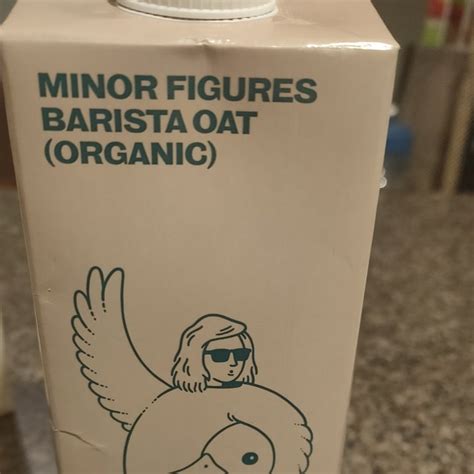 MINOR FIGURES
BARISTA OAT
(ORGANIC)